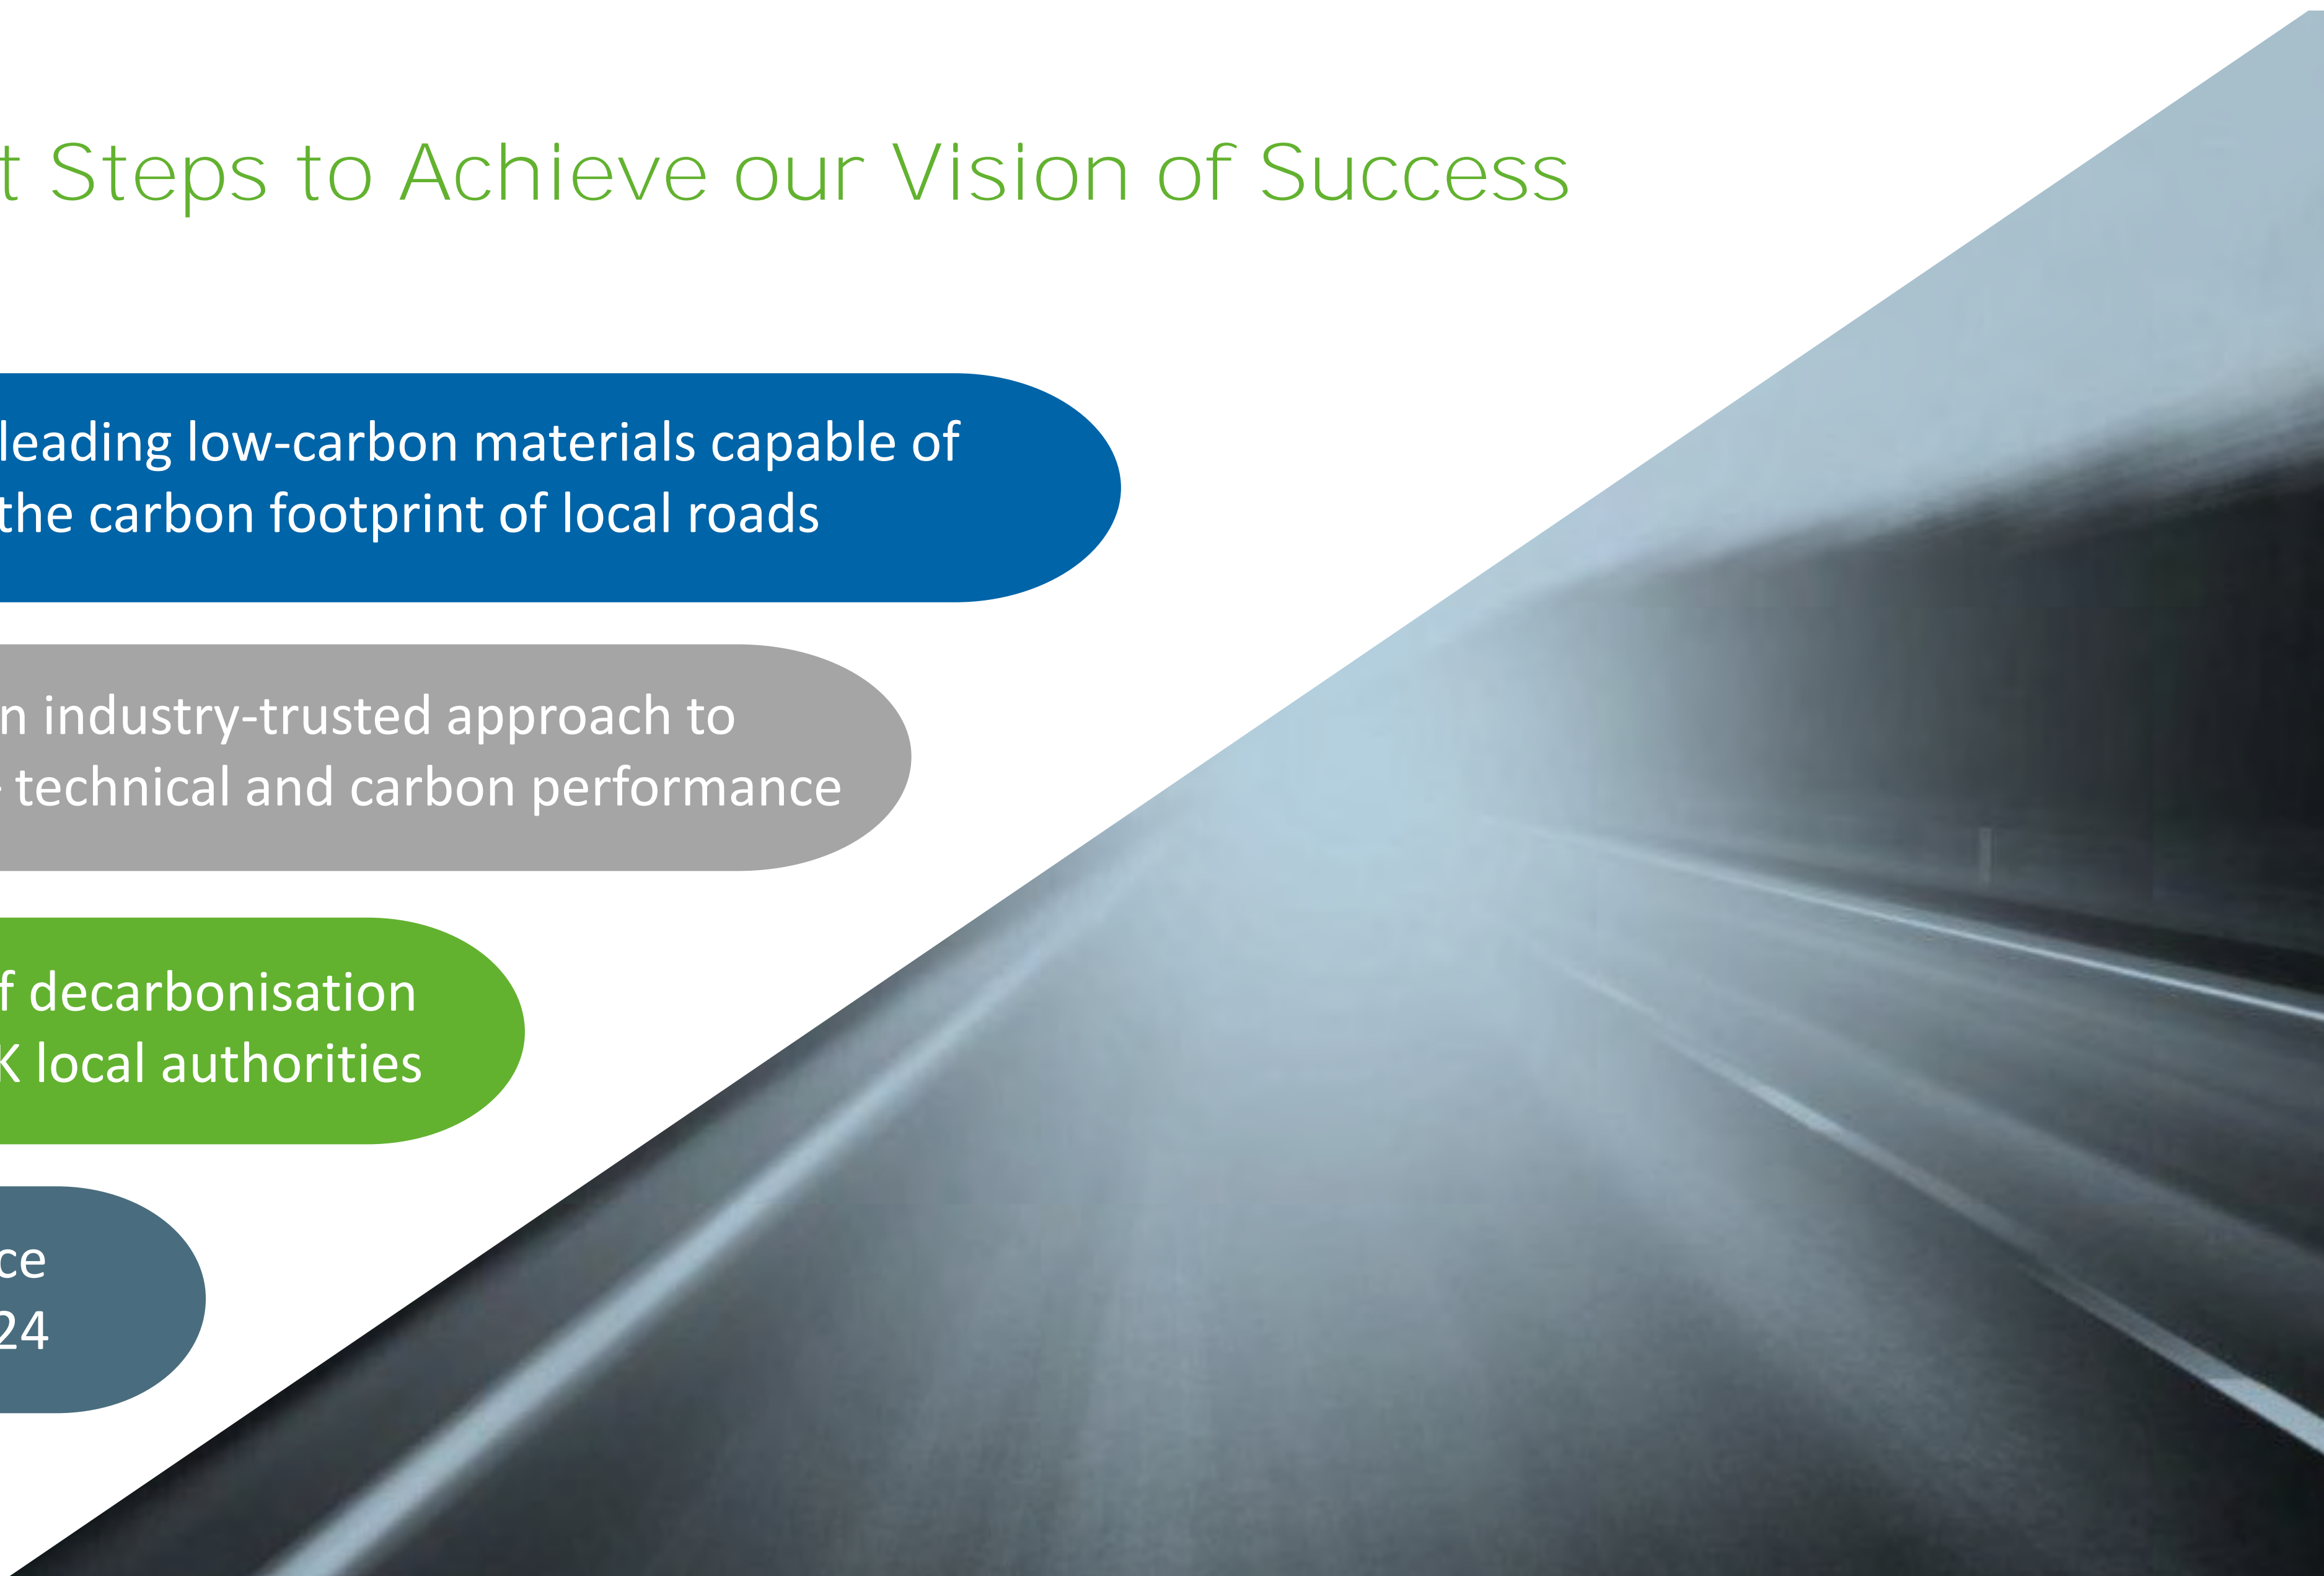 t Steps to Achieve our Vision of Success
leading low-carbon materials capable of
the carbon footprint of local roads
n industry-trusted approach to
technical and carbon performance
f decarbonisation
K local authorities
ce
24